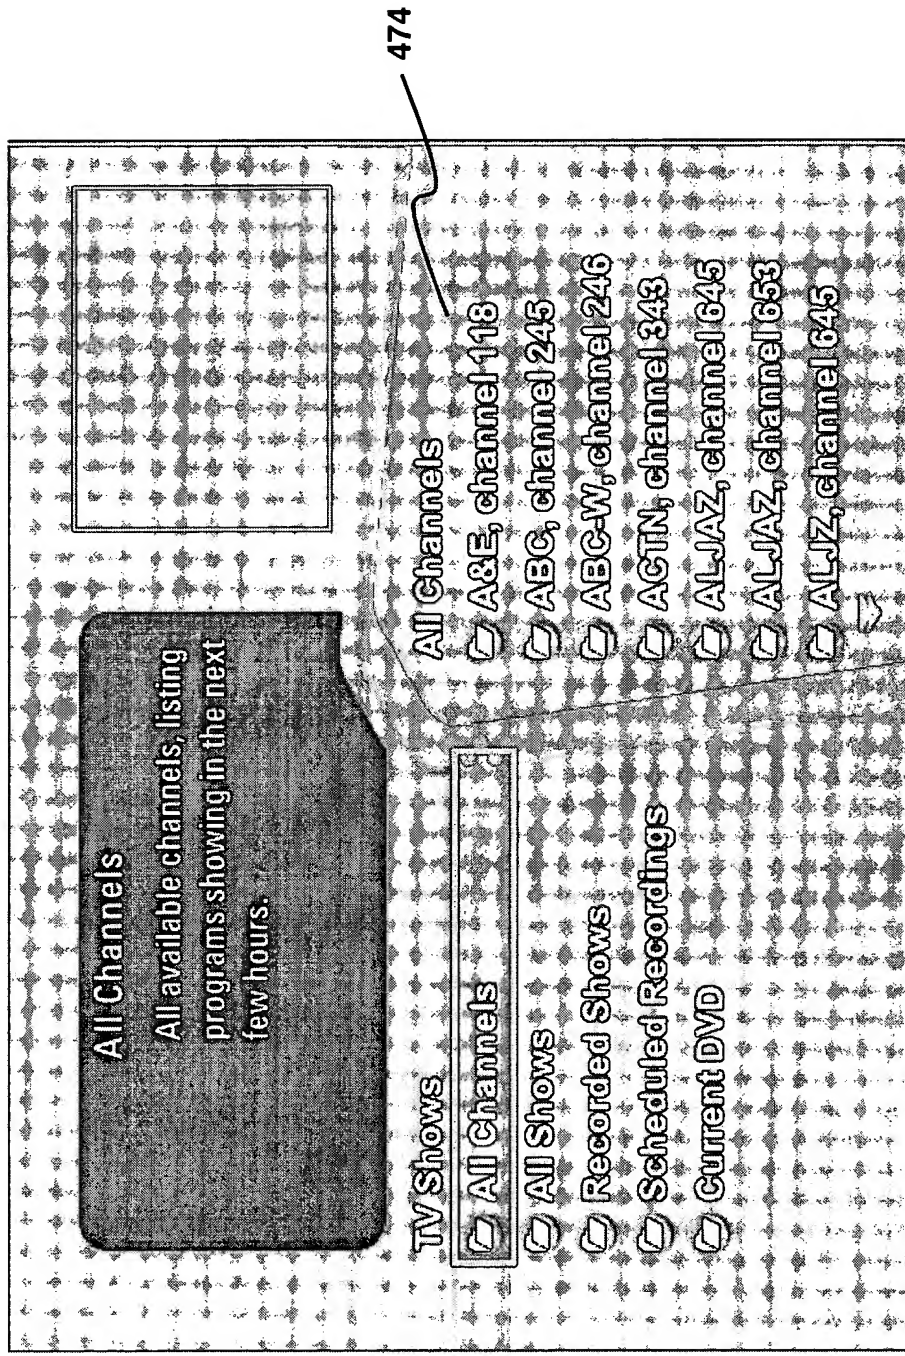 All Channels
All available channels, listing
programs showing in the next
few hours.
TV Shows
All Channels
All Shows
Recorded Shows
Scheduled Recordings
Current DVD
All Channels
A&E, channel 118
ABC, channel 245
ABC-W, channel 246
ACTN, channel 343
ALJAZ, channel 645
ALJAZ, channel 653
ALJZ, channel 645
474